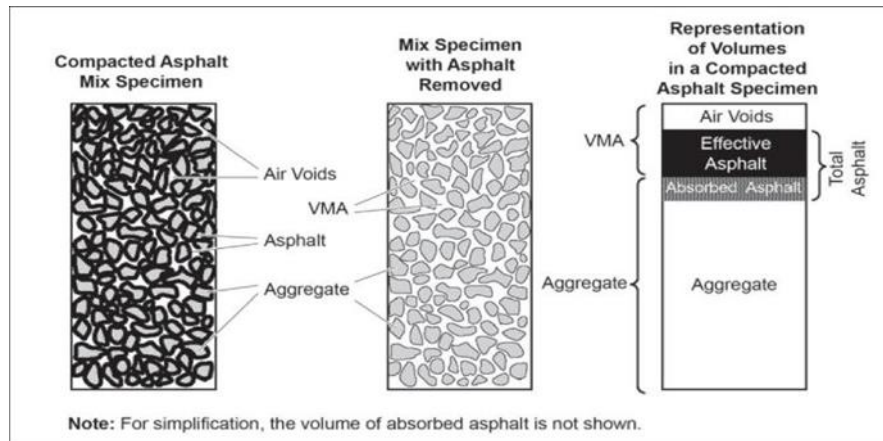 Compacted Asphalt
Mix Specimen
Mix Specimen
with Asphalt
Removed
Representation
of Volumes
in a Compacted
Asphalt Specimen
Air Voids
VMA
Asphalt
Aggregate
VMA
Aggregate
Air Voids
Effective
Asphalt
Absorbed Asphalt
Aggregate
Total
Asphalt
Note: For simplification, the volume of absorbed asphalt is not shown.